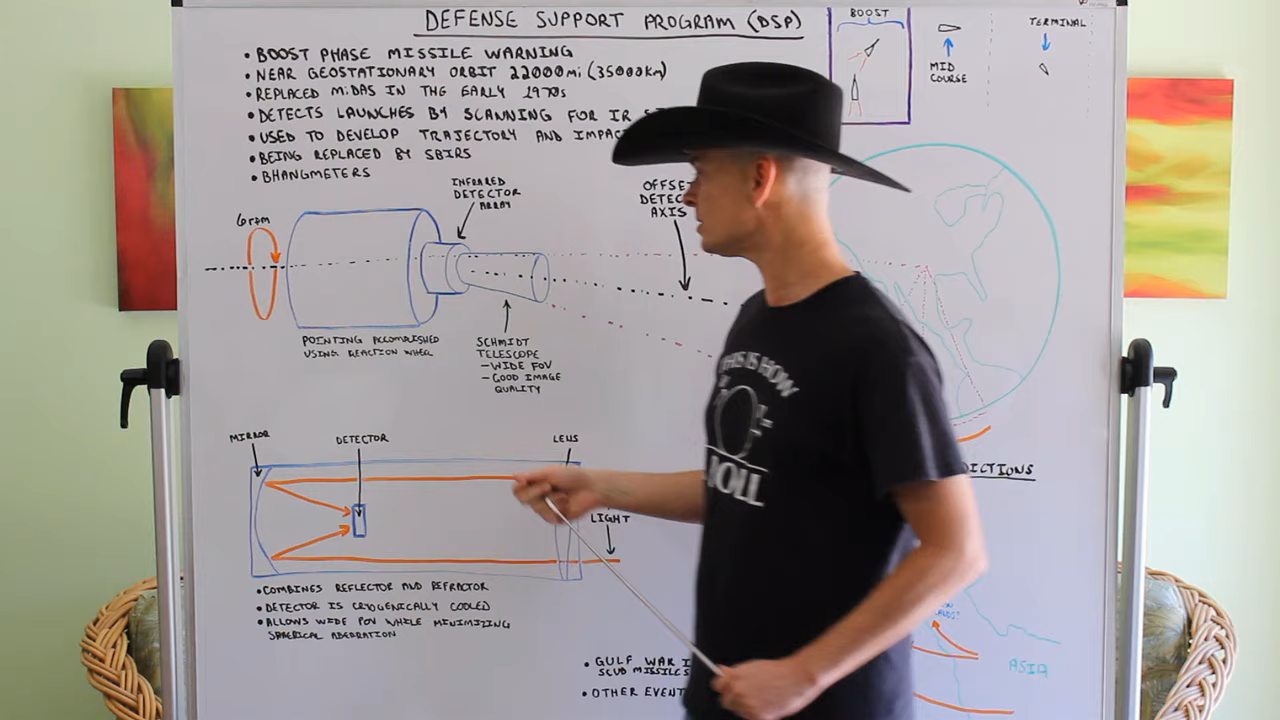 DEFENSE SUPPORT PROGRAM (DSP)
• BOOST PHASE MISSILE WARNING
• NEAR GEOSTATIONARY ORBIT 22000mi (35000km)
• REPLACED MiDAS IN THE EARLY 1970s
• DETECTS LAUNCHES BY SCANNING FOR IR
• USED TO DEVELOP TRAJECTORY AND
• BEING REPLACED BY SBIRS
• BHANGMETERS
BOOST
MID
COURSE
TERMINAL
6rpm
INFRARED
DETECTOR
ARRAY
OFFSET
DETECT
AXIS
POINTING ACCOMPLISHED
USING REACTION WHEEL
SCHMIDT
TELESCOPE
- WIDE FOV
- GOOD IMAGE
QUALITY
MIRROR
DETECTOR
LENS
LIGHT
• COMBINES REFLECTOR AND REFRACTOR
• DETECTOR IS CRYOGENICALLY COOLED
• ALLOWS WIDE FOV WHILE MINIMIZING
SPHERICAL ABERRATION
• GULF WAR I
SCUD MISSILES
• OTHER EVENT
ASIA
THIS IS HOW
ROLL